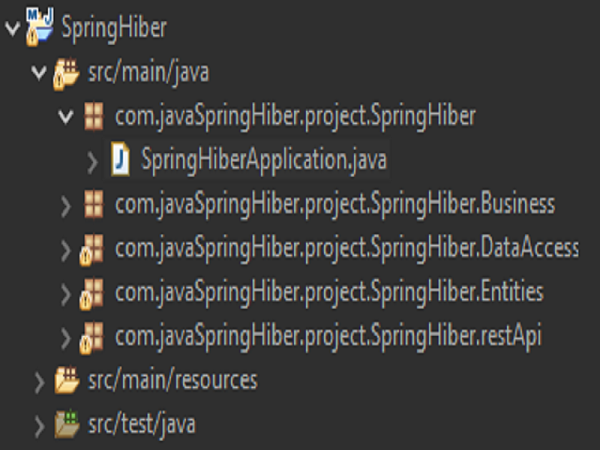 SpringHiber
src/main/java
com.javaSpringHiber.project.SpringHiber
SpringHiberApplication.java
com.javaSpringHiber.project.SpringHiber.Business
com.javaSpringHiber.project.SpringHiber.DataAccess
com.javaSpringHiber.project.SpringHiber.Entities
com.javaSpringHiber.project.SpringHiber.restApi
src/main/resources
src/test/java